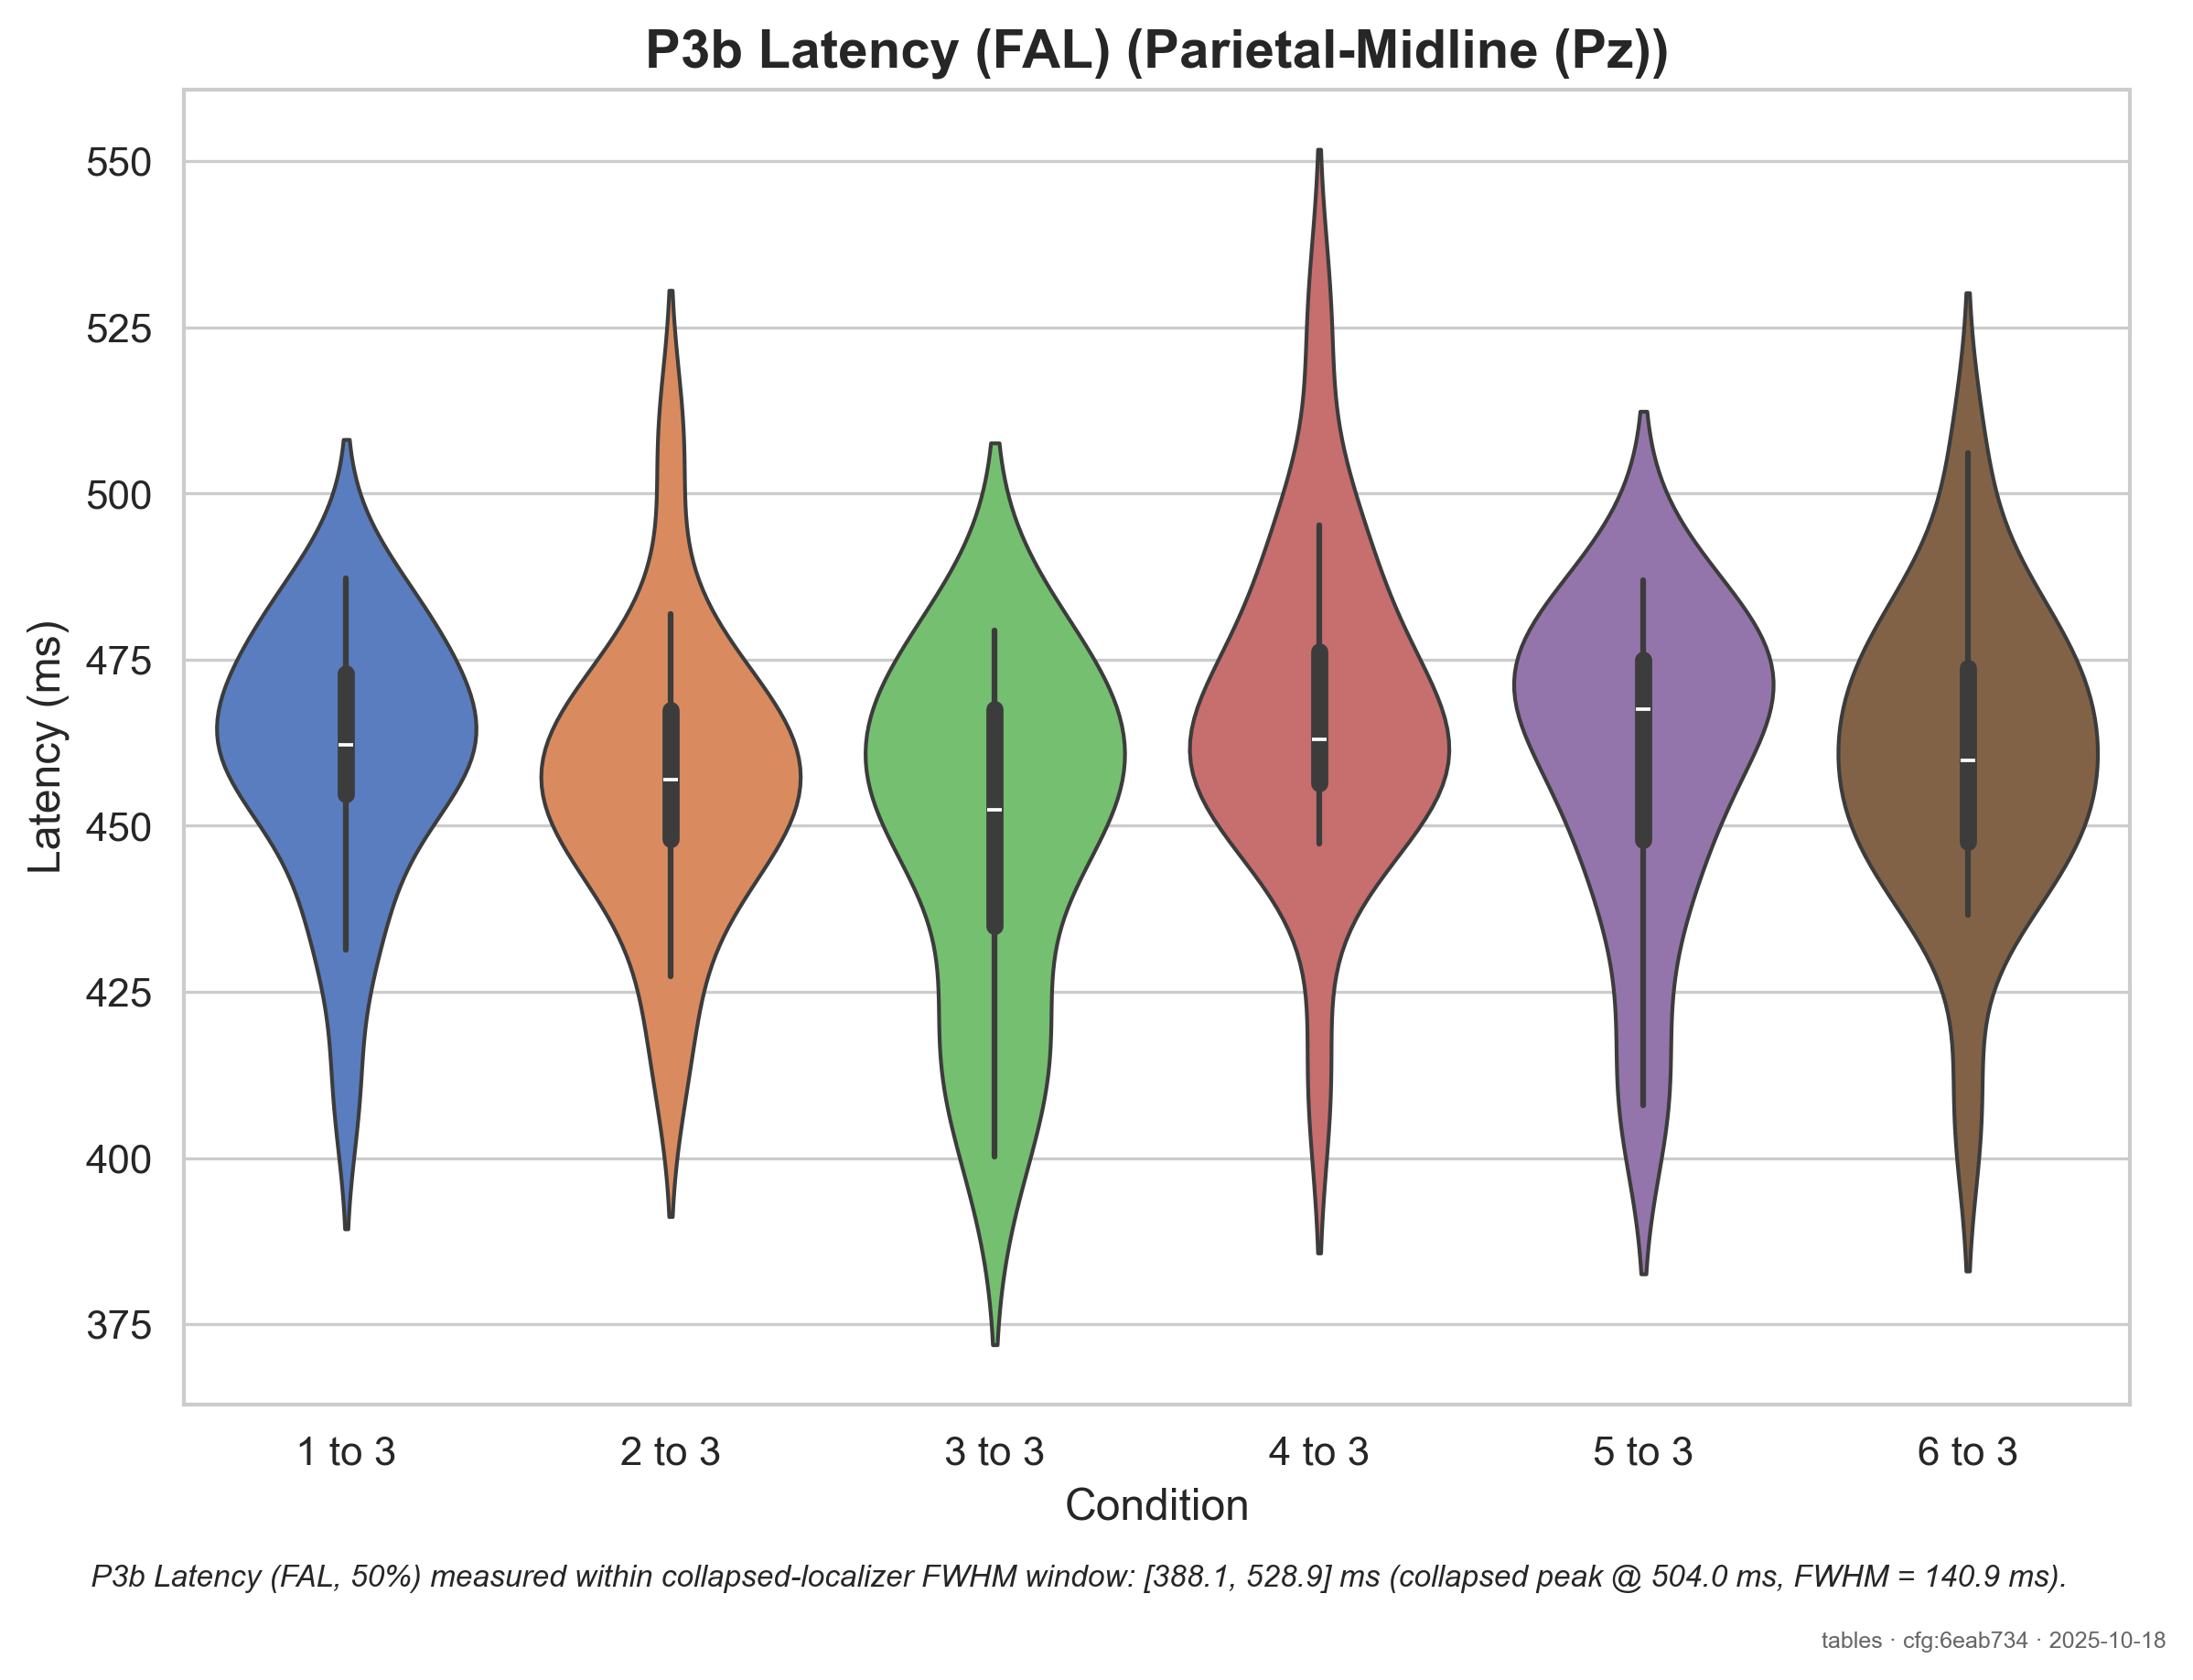 P3b Latency (FAL) (Parietal-Midline (Pz))
550
525
500
475
450
425
400
375
Latency (ms)
1 to 3 2 to 3 3 to 3 4 to 3 5 to 3 6 to 3
Condition
P3b Latency (FAL, 50%) measured within collapsed-localizer FWHM window: [388.1, 528.9] ms (collapsed peak @ 504.0 ms, FWHM = 140.9 ms).
tables · cfg:6eab734 · 2025-10-18